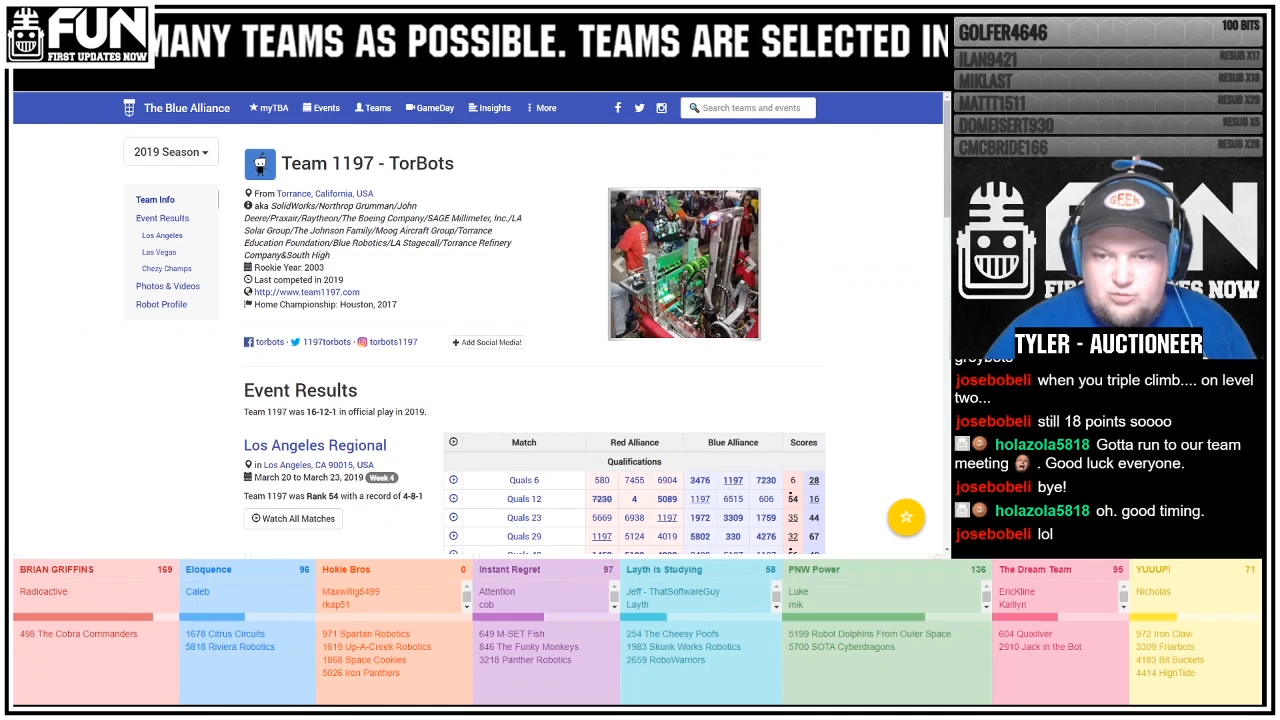 FUN
FIRST UPDATES NOW
MANY TEAMS AS POSSIBLE. TEAMS ARE SELECTED IN
The Blue Alliance
myTBA
Events
Teams
GameDay
Insights
More
Search teams and events
2019 Season
Team Info
Event Results
Los Angeles
Las Vegas
Chezy Champs
Photos & Videos
Robot Profile
Team 1197 - TorBots
From Torrance, California, USA
aka SolidWorks/Northrop Grumman/John
Deere/Praxair/Raytheon/The Boeing Company/SAGE Millimeter, Inc./LA
Solar Group/The Johnson Family/Moog Aircraft Group/Torrance
Education Foundation/Blue Robotics/LA Stagecall/Torrance Refinery
Company&South High
Rookie Year: 2003
Last competed in 2019
http://www.team1197.com
Home Championship: Houston, 2017
torbots · 1197torbots · torbots1197
Add Social Media!
Event Results
Team 1197 was 16-12-1 in official play in 2019.
Los Angeles Regional
in Los Angeles, CA 90015, USA
March 20 to March 23, 2019 Week 4
Team 1197 was Rank 54 with a record of 4-8-1
Watch All Matches
Match Red Alliance Blue Alliance Scores
Qualifications
Quals 6 580 7455 6904 3476 1197 7230 6 28
Quals 12 7230 4 5089 1197 6515 606 54 16
Quals 23 5669 6938 1197 1972 3309 1759 35 44
Quals 29 1197 5124 4019 5802 330 4276 32 67
GOLFER4646 100 BITS
ILAN9421 RESUB X17
MIKLAST RESUB X18
MATTT1511 RESUB X29
DOMEISERT930 RESUB X5
CMCBRIDE166 RESUB X28
GEEK
TYLER - AUCTIONEER
greybots
josebobeli when you triple climb.... on level
two...
josebobeli still 18 points soooo
holazola5818 Gotta run to our team
meeting . Good luck everyone.
josebobeli bye!
holazola5818 oh. good timing.
josebobeli lol
BRIAN GRIFFINS 169
Radioactive
498 The Cobra Commanders
Eloquence 96
Caleb
1678 Citrus Circuits
5818 Riviera Robotics
Hokie Bros 0
Maxwillig5499
rkap51
971 Spartan Robotics
1619 Up-A-Creek Robotics
1868 Space Cookies
5026 Iron Panthers
Instant Regret 97
Attention
cob
649 M-SET Fish
846 The Funky Monkeys
3218 Panther Robotics
Layth is Studying 58
Jeff - ThatSoftwareGuy
Layth
254 The Cheesy Poofs
1983 Skunk Works Robotics
2659 RoboWarriors
PNW Power 136
Luke
mik
5199 Robot Dolphins From Outer Space
5700 SOTA Cyberdragons
The Dream Team 95
EricKline
Kaitlyn
604 Quixilver
2910 Jack in the Bot
YUUUP! 71
Nicholas
972 Iron Claw
3309 Friarbots
4183 Bit Buckets
4414 HighTide